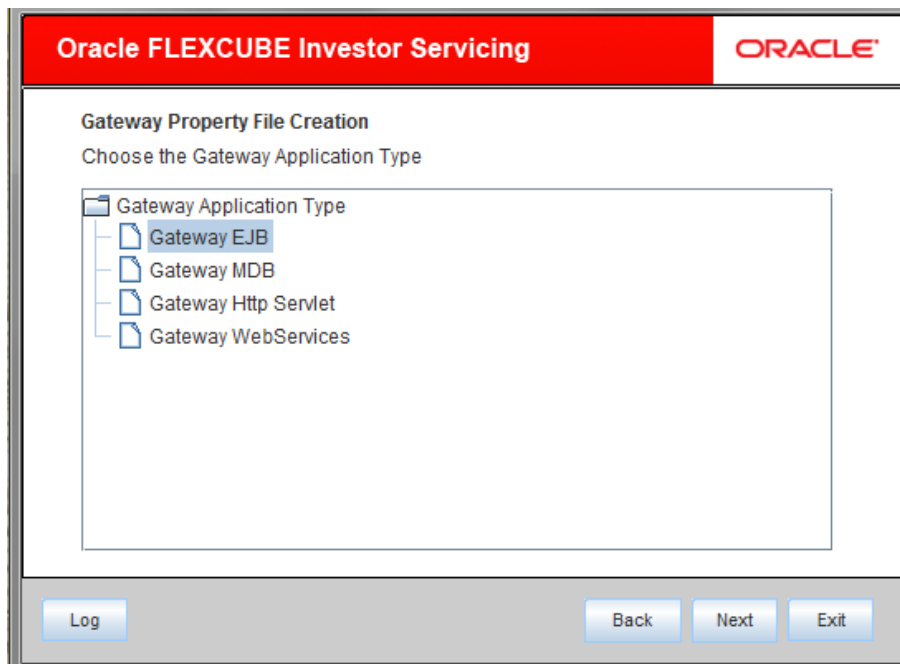 Oracle FLEXCUBE Investor Servicing
ORACLE
Gateway Property File Creation
Choose the Gateway Application Type
Gateway Application Type
Gateway EJB
Gateway MDB
Gateway Http Servlet
Gateway WebServices
Log
Back
Next
Exit